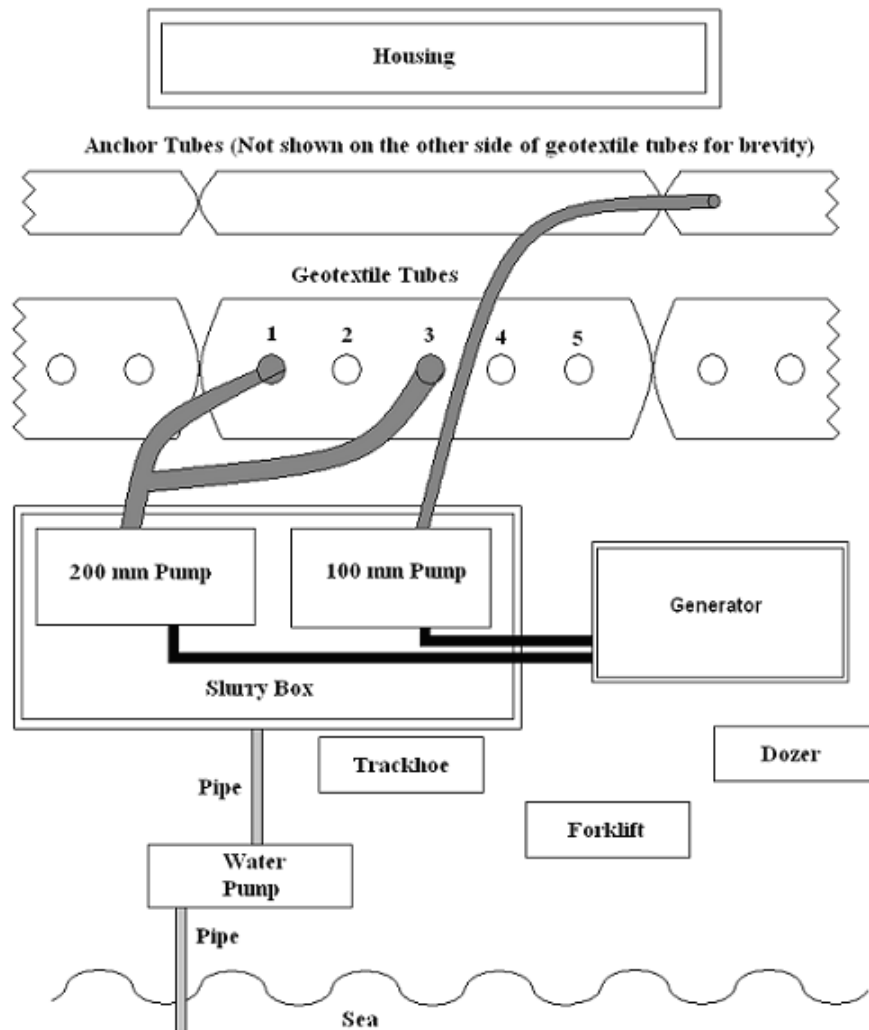 Housing
Anchor Tubes (Not shown on the other side of geotextile tubes for brevity)
Geotextile Tubes
1 2 3 4 5
200 mm Pump
100 mm Pump
Generator
Slurry Box
Trackhoe
Dozer
Pipe
Forklift
Water
Pump
Pipe
Sea